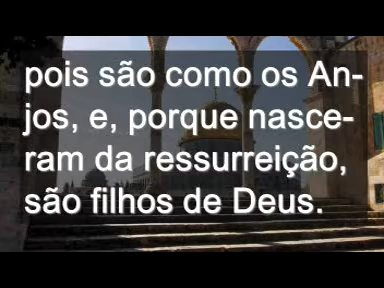 pois são como os An-
jos, e, porque nasce-
ram da ressurreição,
são filhos de Deus.